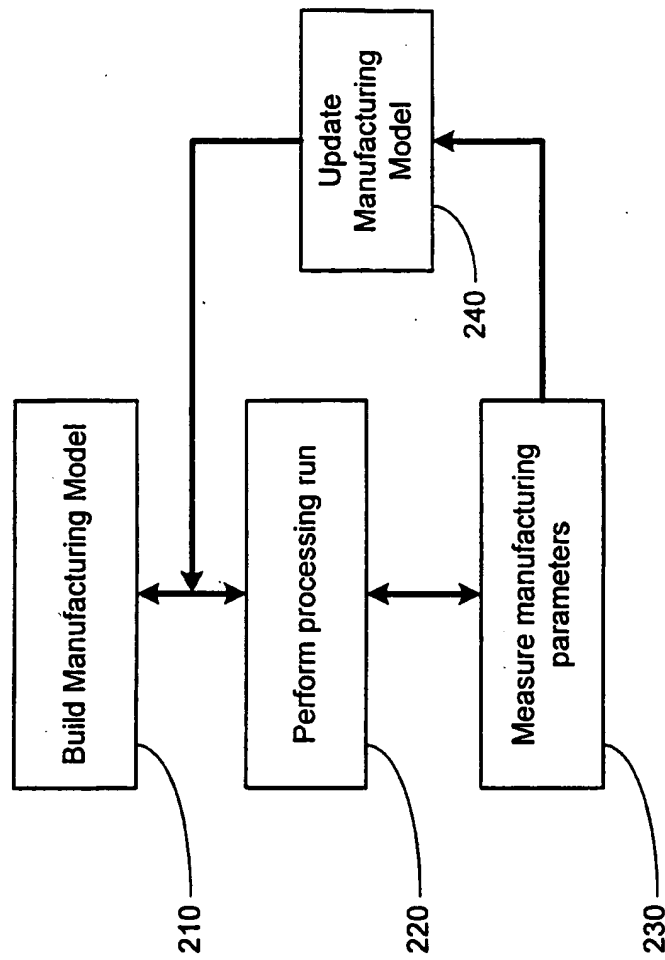 Build Manufacturing Model
210
Perform processing run
220
Measure manufacturing
parameters
230
Update
Manufacturing
Model
240